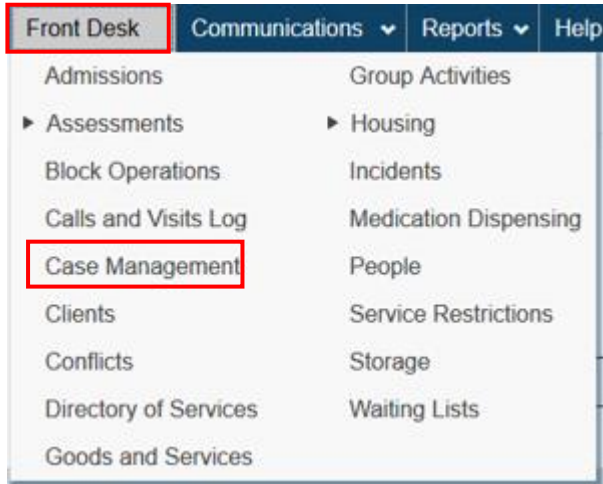 Front Desk Communications Reports Help
Admissions
Assessments
Block Operations
Calls and Visits Log
Case Management
Clients
Conflicts
Directory of Services
Goods and Services
Group Activities
Housing
Incidents
Medication Dispensing
People
Service Restrictions
Storage
Waiting Lists